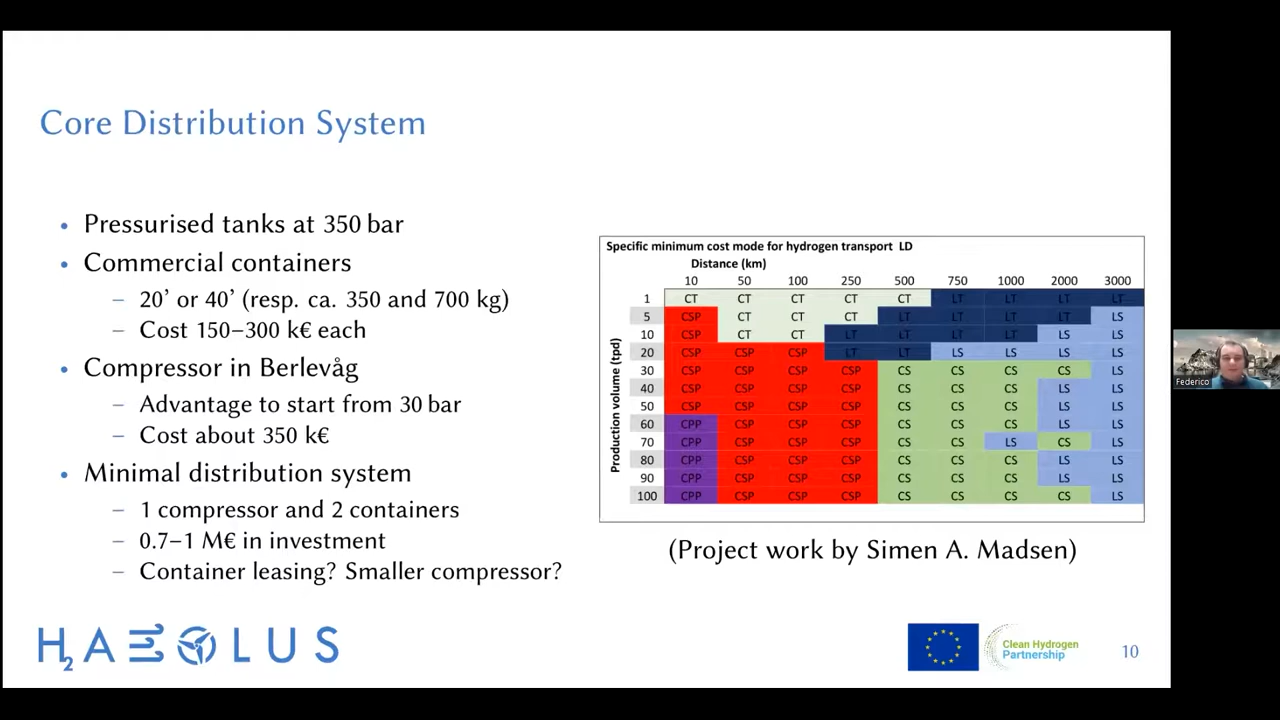 Core Distribution System
• Pressurised tanks at 350 bar
• Commercial containers
– 20’ or 40’ (resp. ca. 350 and 700 kg)
– Cost 150–300 k€ each
• Compressor in Berlevåg
– Advantage to start from 30 bar
– Cost about 350 k€
• Minimal distribution system
– 1 compressor and 2 containers
– 0.7–1 M€ in investment
– Container leasing? Smaller compressor?
Specific minimum cost mode for hydrogen transport LD
Distance (km)
10 50 100 250 500 750 1000 2000 3000
Production volume (tpd)
1 CT CT CT CT CT LT LT LT LT
5 CSP CT CT CT LT LT LT LT LS
10 CSP CT CT LT LT LT LT LS LS
20 CSP CSP CSP LT LT LS LS LS LS
30 CSP CSP CSP CSP CS CS CS CS LS
40 CSP CSP CSP CSP CS CS CS LS LS
50 CSP CSP CSP CSP CS CS CS LS LS
60 CPP CSP CSP CSP CS CS CS LS LS
70 CPP CSP CSP CSP CS CS LS CS LS
80 CPP CSP CSP CSP CS CS CS LS LS
90 CPP CSP CSP CSP CS CS CS LS LS
100 CPP CSP CSP CSP CS CS CS CS LS
(Project work by Simen A. Madsen)
Federico
H2 A E O L U S
Clean Hydrogen
Partnership
10